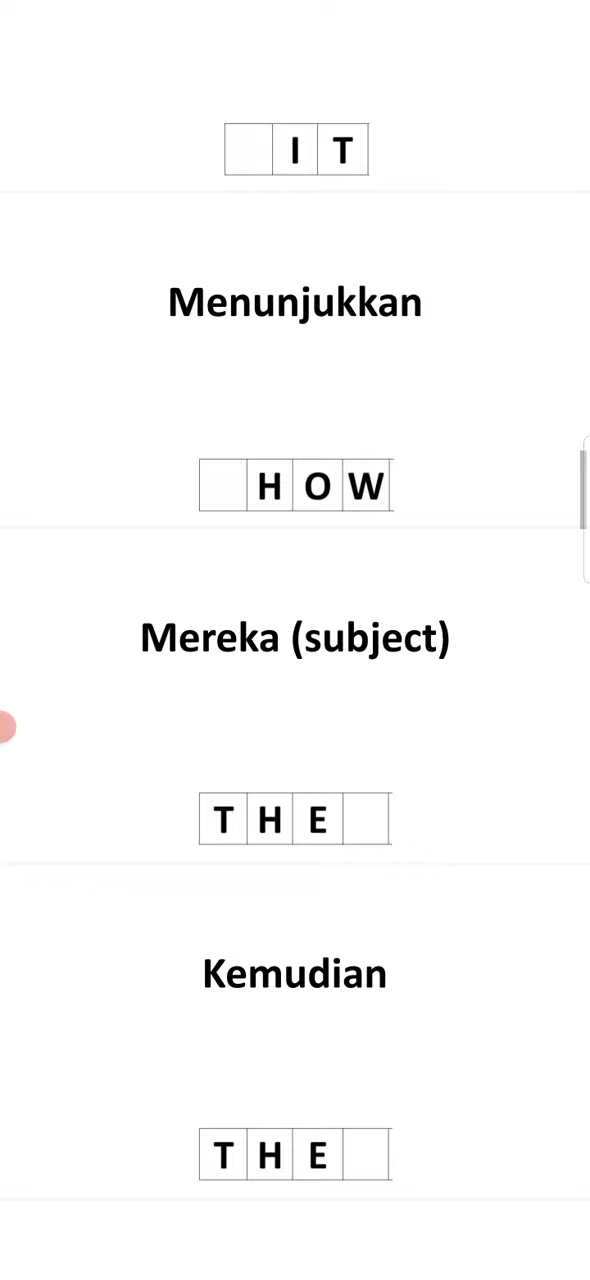 I T
Menunjukkan
H O W
Mereka (subject)
T H E
Kemudian
T H E